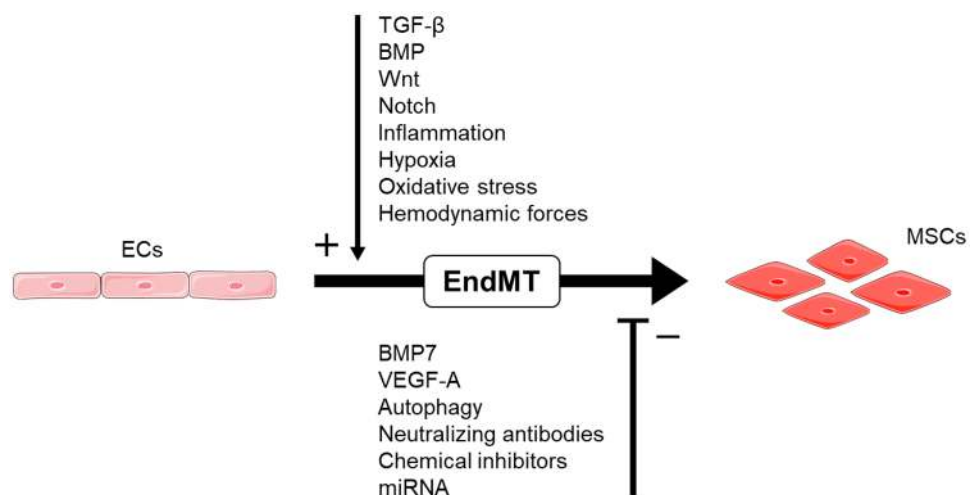 TGF-β
BMP
Wnt
Notch
Inflammation
Hypoxia
Oxidative stress
Hemodynamic forces
+
ECs
EndMT
MSCs
–
BMP7
VEGF-A
Autophagy
Neutralizing antibodies
Chemical inhibitors
miRNA